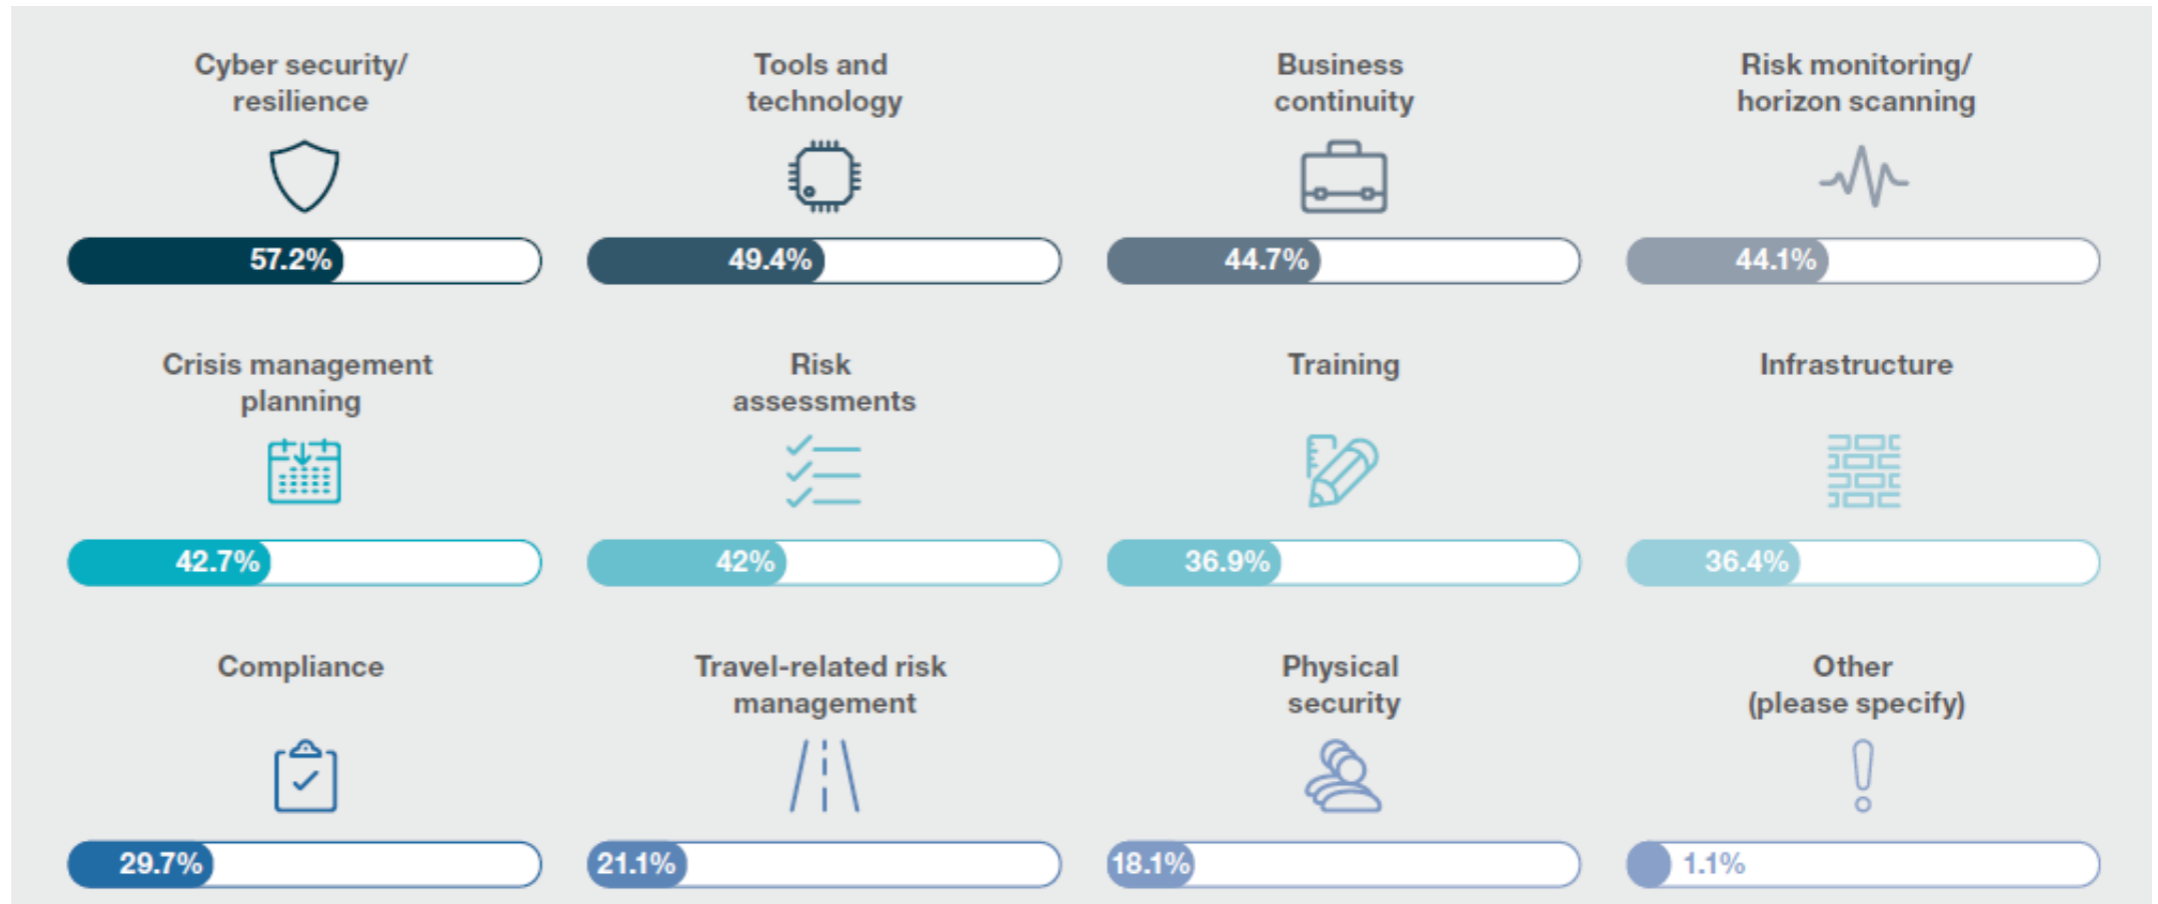 Cyber security/
resilience
57.2%
Tools and
technology
49.4%
Business
continuity
44.7%
Risk monitoring/
horizon scanning
44.1%
Crisis management
planning
42.7%
Risk
assessments
42%
Training
36.9%
Infrastructure
36.4%
Compliance
29.7%
Travel-related risk
management
21.1%
Physical
security
18.1%
Other
(please specify)
1.1%